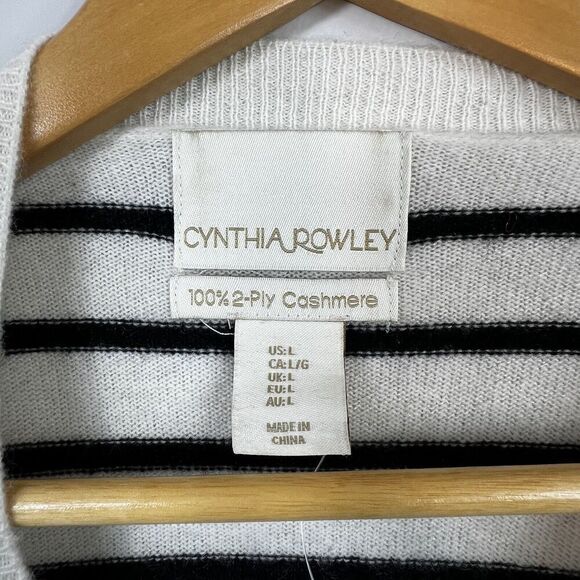 CYNTHIA ROWLEY
100% 2-Ply Cashmere
US: L
CA: L/G
UK: L
EU: L
AU: L
MADE IN
CHINA